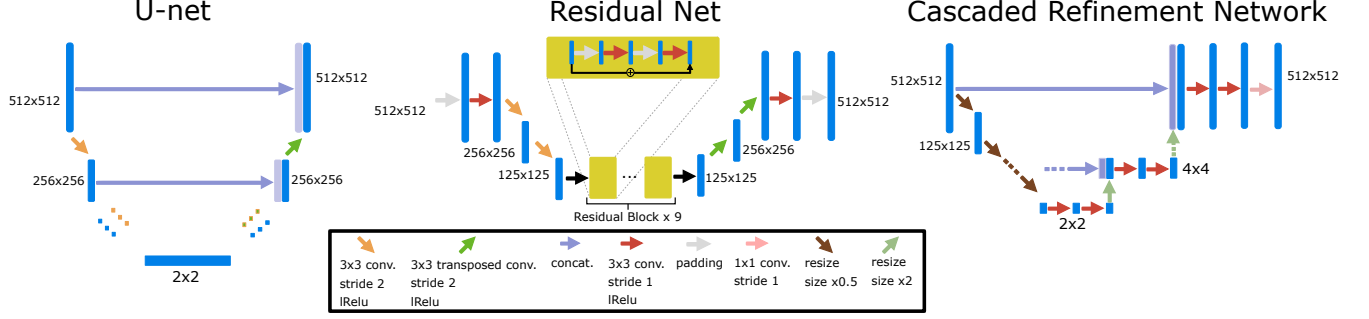 U-net
512x512
512x512
256x256
256x256
2x2
Residual Net
512x512
256x256
125x125
...
Residual Block x 9
125x125
256x256
512x512
Cascaded Refinement Network
512x512
125x125
2x2
4x4
512x512
3x3 conv.
stride 2
lRelu
3x3 transposed conv.
stride 2
lRelu
concat.
3x3 conv.
stride 1
lRelu
padding
1x1 conv.
stride 1
resize
size x0.5
resize
size x2